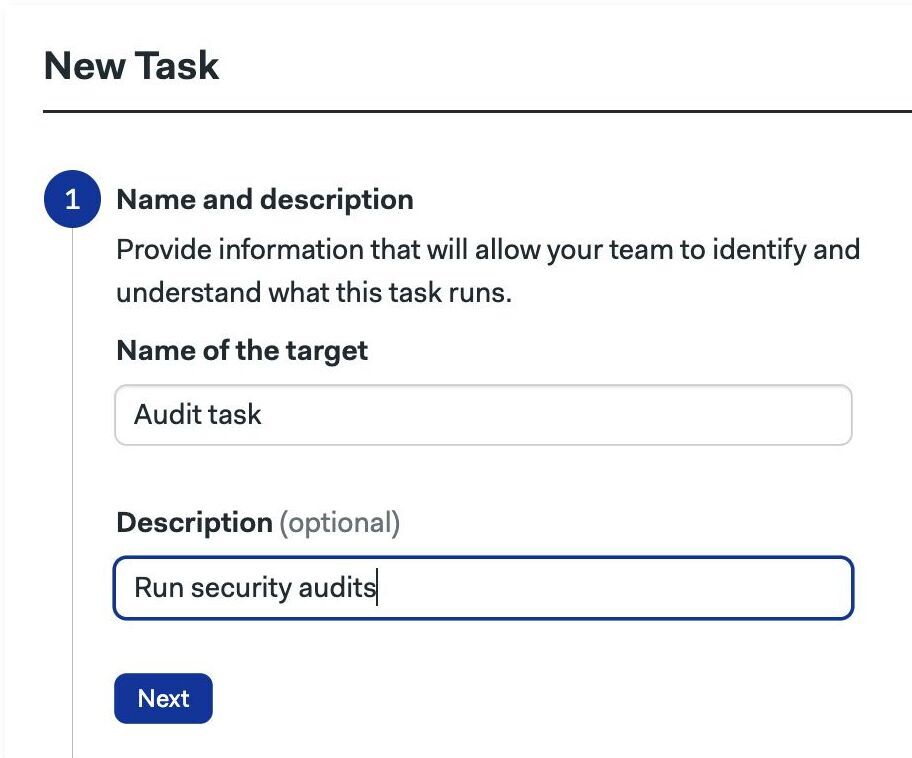 New Task
1
Name and description
Provide information that will allow your team to identify and
understand what this task runs.
Name of the target
Audit task
Description (optional)
Run security audits
Next